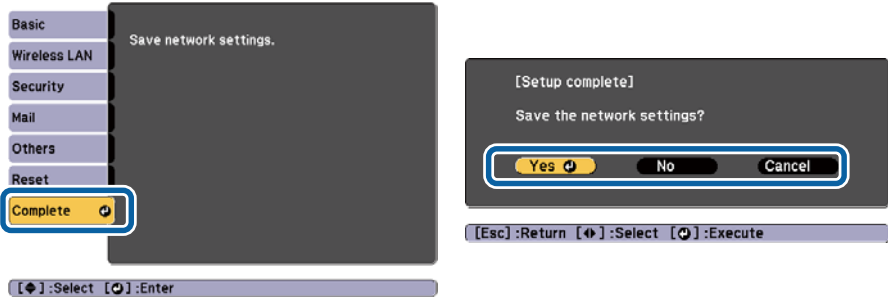 Basic
Save network settings.
Wireless LAN
Security
Mail
Others
Reset
Complete
[◆]:Select [↵]:Enter
[Setup complete]
Save the network settings?
Yes No Cancel
[Esc]:Return [◀▶]:Select [↵]:Execute